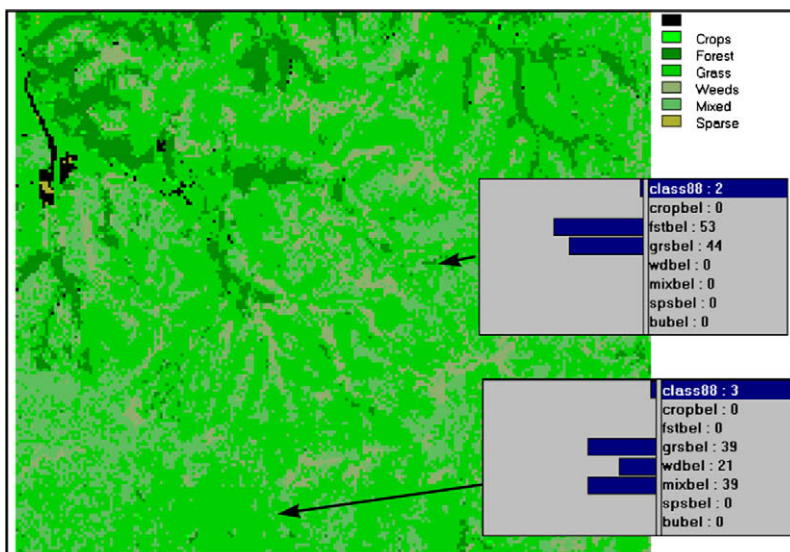 Crops
Forest
Grass
Weeds
Mixed
Sparse
class88 : 2
cropbel : 0
fstbel : 53
grsbel : 44
wdbel : 0
mixbel : 0
spsbel : 0
bubel : 0
class88 : 3
cropbel : 0
fstbel : 0
grsbel : 39
wdbel : 21
mixbel : 39
spsbel : 0
bubel : 0